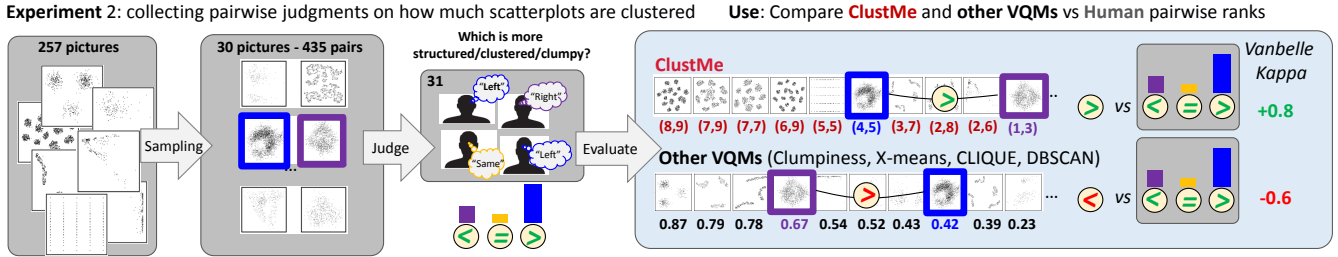 Experiment 2: collecting pairwise judgments on how much scatterplots are clustered
Use: Compare ClustMe and other VQMs vs Human pairwise ranks
257 pictures
Sampling
30 pictures - 435 pairs
...
Judge
Which is more
structured/clustered/clumpy?
31
"Left"
"Right"
"Same"
"Left"
< = >
Evaluate
ClustMe
>
...
(8,9) (7,9) (7,7) (6,9) (5,5) (4,5) (3,7) (2,8) (2,6) (1,3)
> vs < = >
Vanbelle
Kappa
+0.8
Other VQMs (Clumpiness, X-means, CLIQUE, DBSCAN)
>
...
0.87 0.79 0.78 0.67 0.54 0.52 0.43 0.42 0.39 0.23
< vs < = >
-0.6